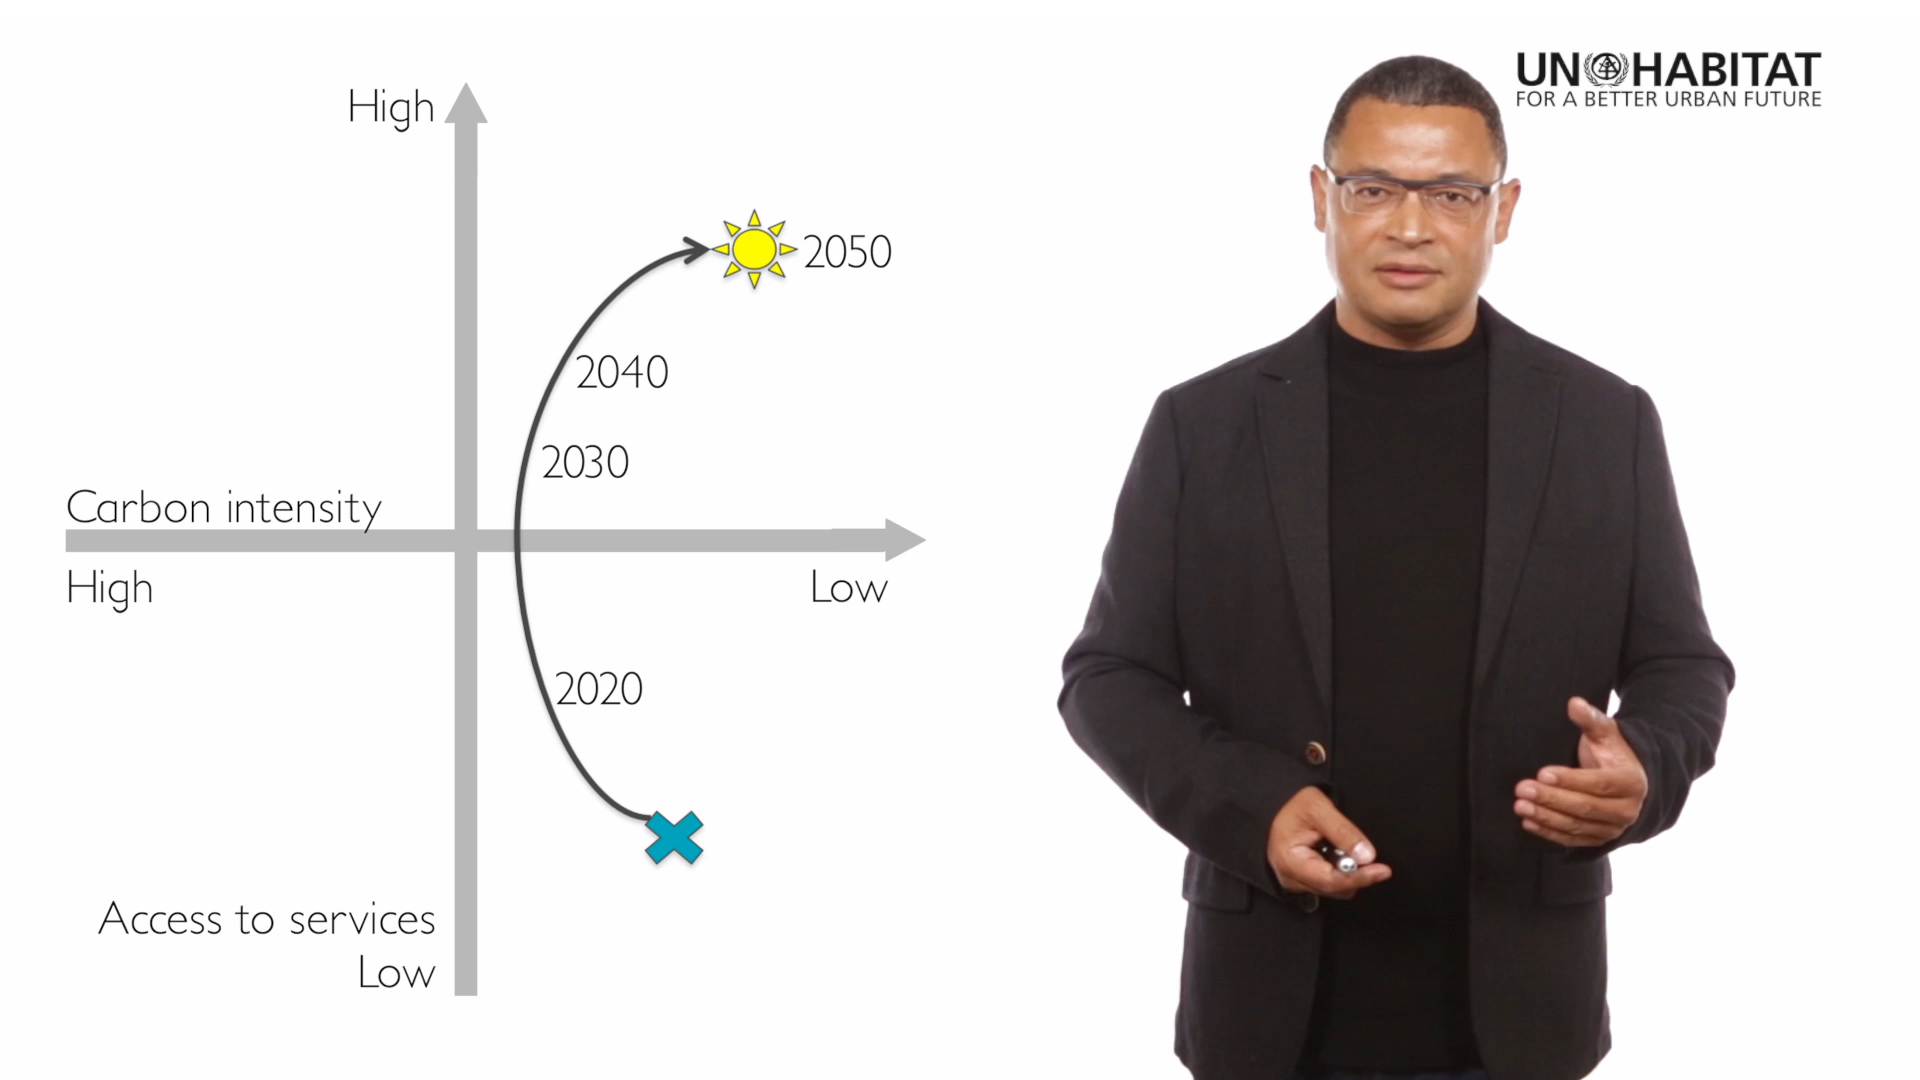 High
2050
2040
2030
Carbon intensity
High
Low
2020
Access to services
Low
UN HABITAT
FOR A BETTER URBAN FUTURE